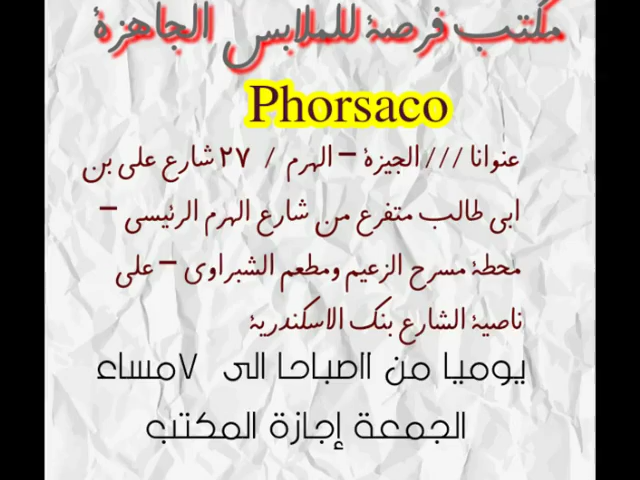 مكتب فرصة للملابس الجاهزة
Phorsaco
عنوانا /// الجيزة – الهرم / ٢٧ شارع على بن
ابى طالب متفرع من شارع الهرم الرئيسى –
محطة مسرح الزعيم ومطعم الشبراوى – على
ناصية الشارع بنك الاسكندرية
يوميا من ١١صباحا الى ٧مساء
الجمعة إجازة المكتب